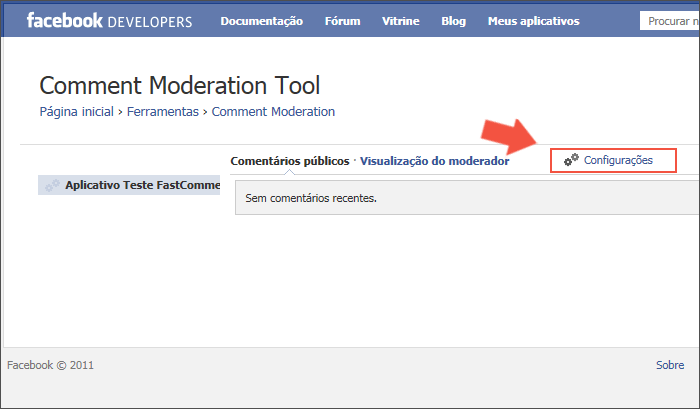 facebook DEVELOPERS Documentação Fórum Vitrine Blog Meus aplicativos Procurar n
Comment Moderation Tool
Página inicial › Ferramentas › Comment Moderation
Comentários públicos · Visualização do moderador Configurações
Aplicativo Teste FastComme
Sem comentários recentes.
Facebook © 2011 Sobre